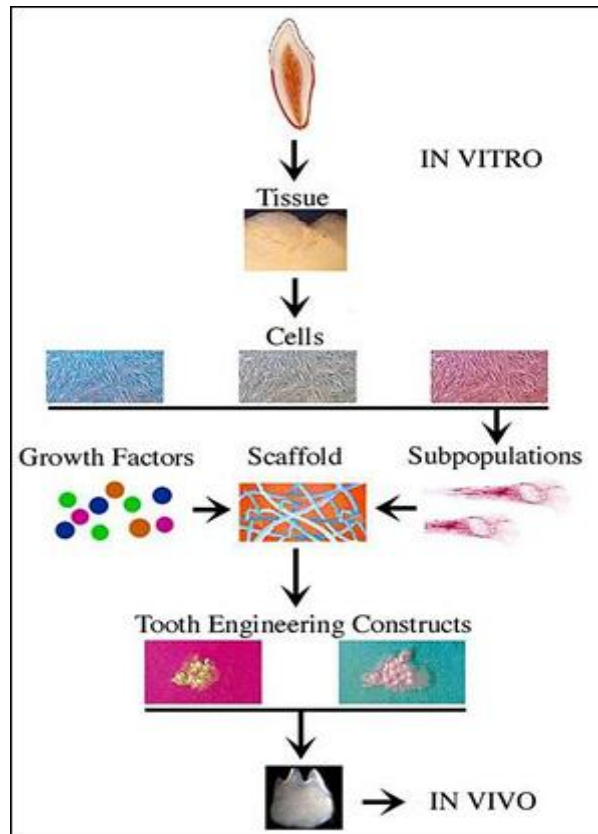 IN VITRO
Tissue
Cells
Growth Factors Scaffold Subpopulations
Tooth Engineering Constructs
IN VIVO